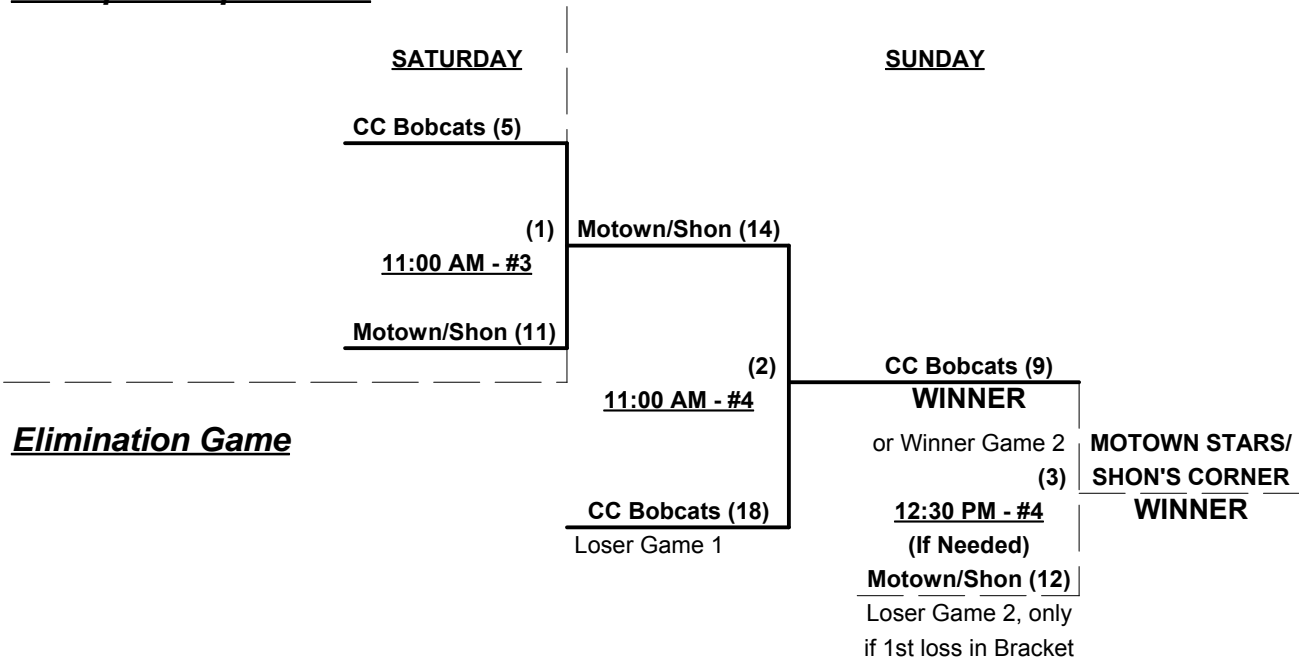 SATURDAY
SUNDAY
CC Bobcats (5)
(1)
Motown/Shon (14)
11:00 AM - #3
Motown/Shon (11)
(2)
CC Bobcats (9)
11:00 AM - #4
WINNER
Elimination Game
or Winner Game 2
MOTOWN STARS/
(3)
SHON'S CORNER
CC Bobcats (18)
12:30 PM - #4
WINNER
Loser Game 1
(If Needed)
Motown/Shon (12)
Loser Game 2, only
if 1st loss in Bracket